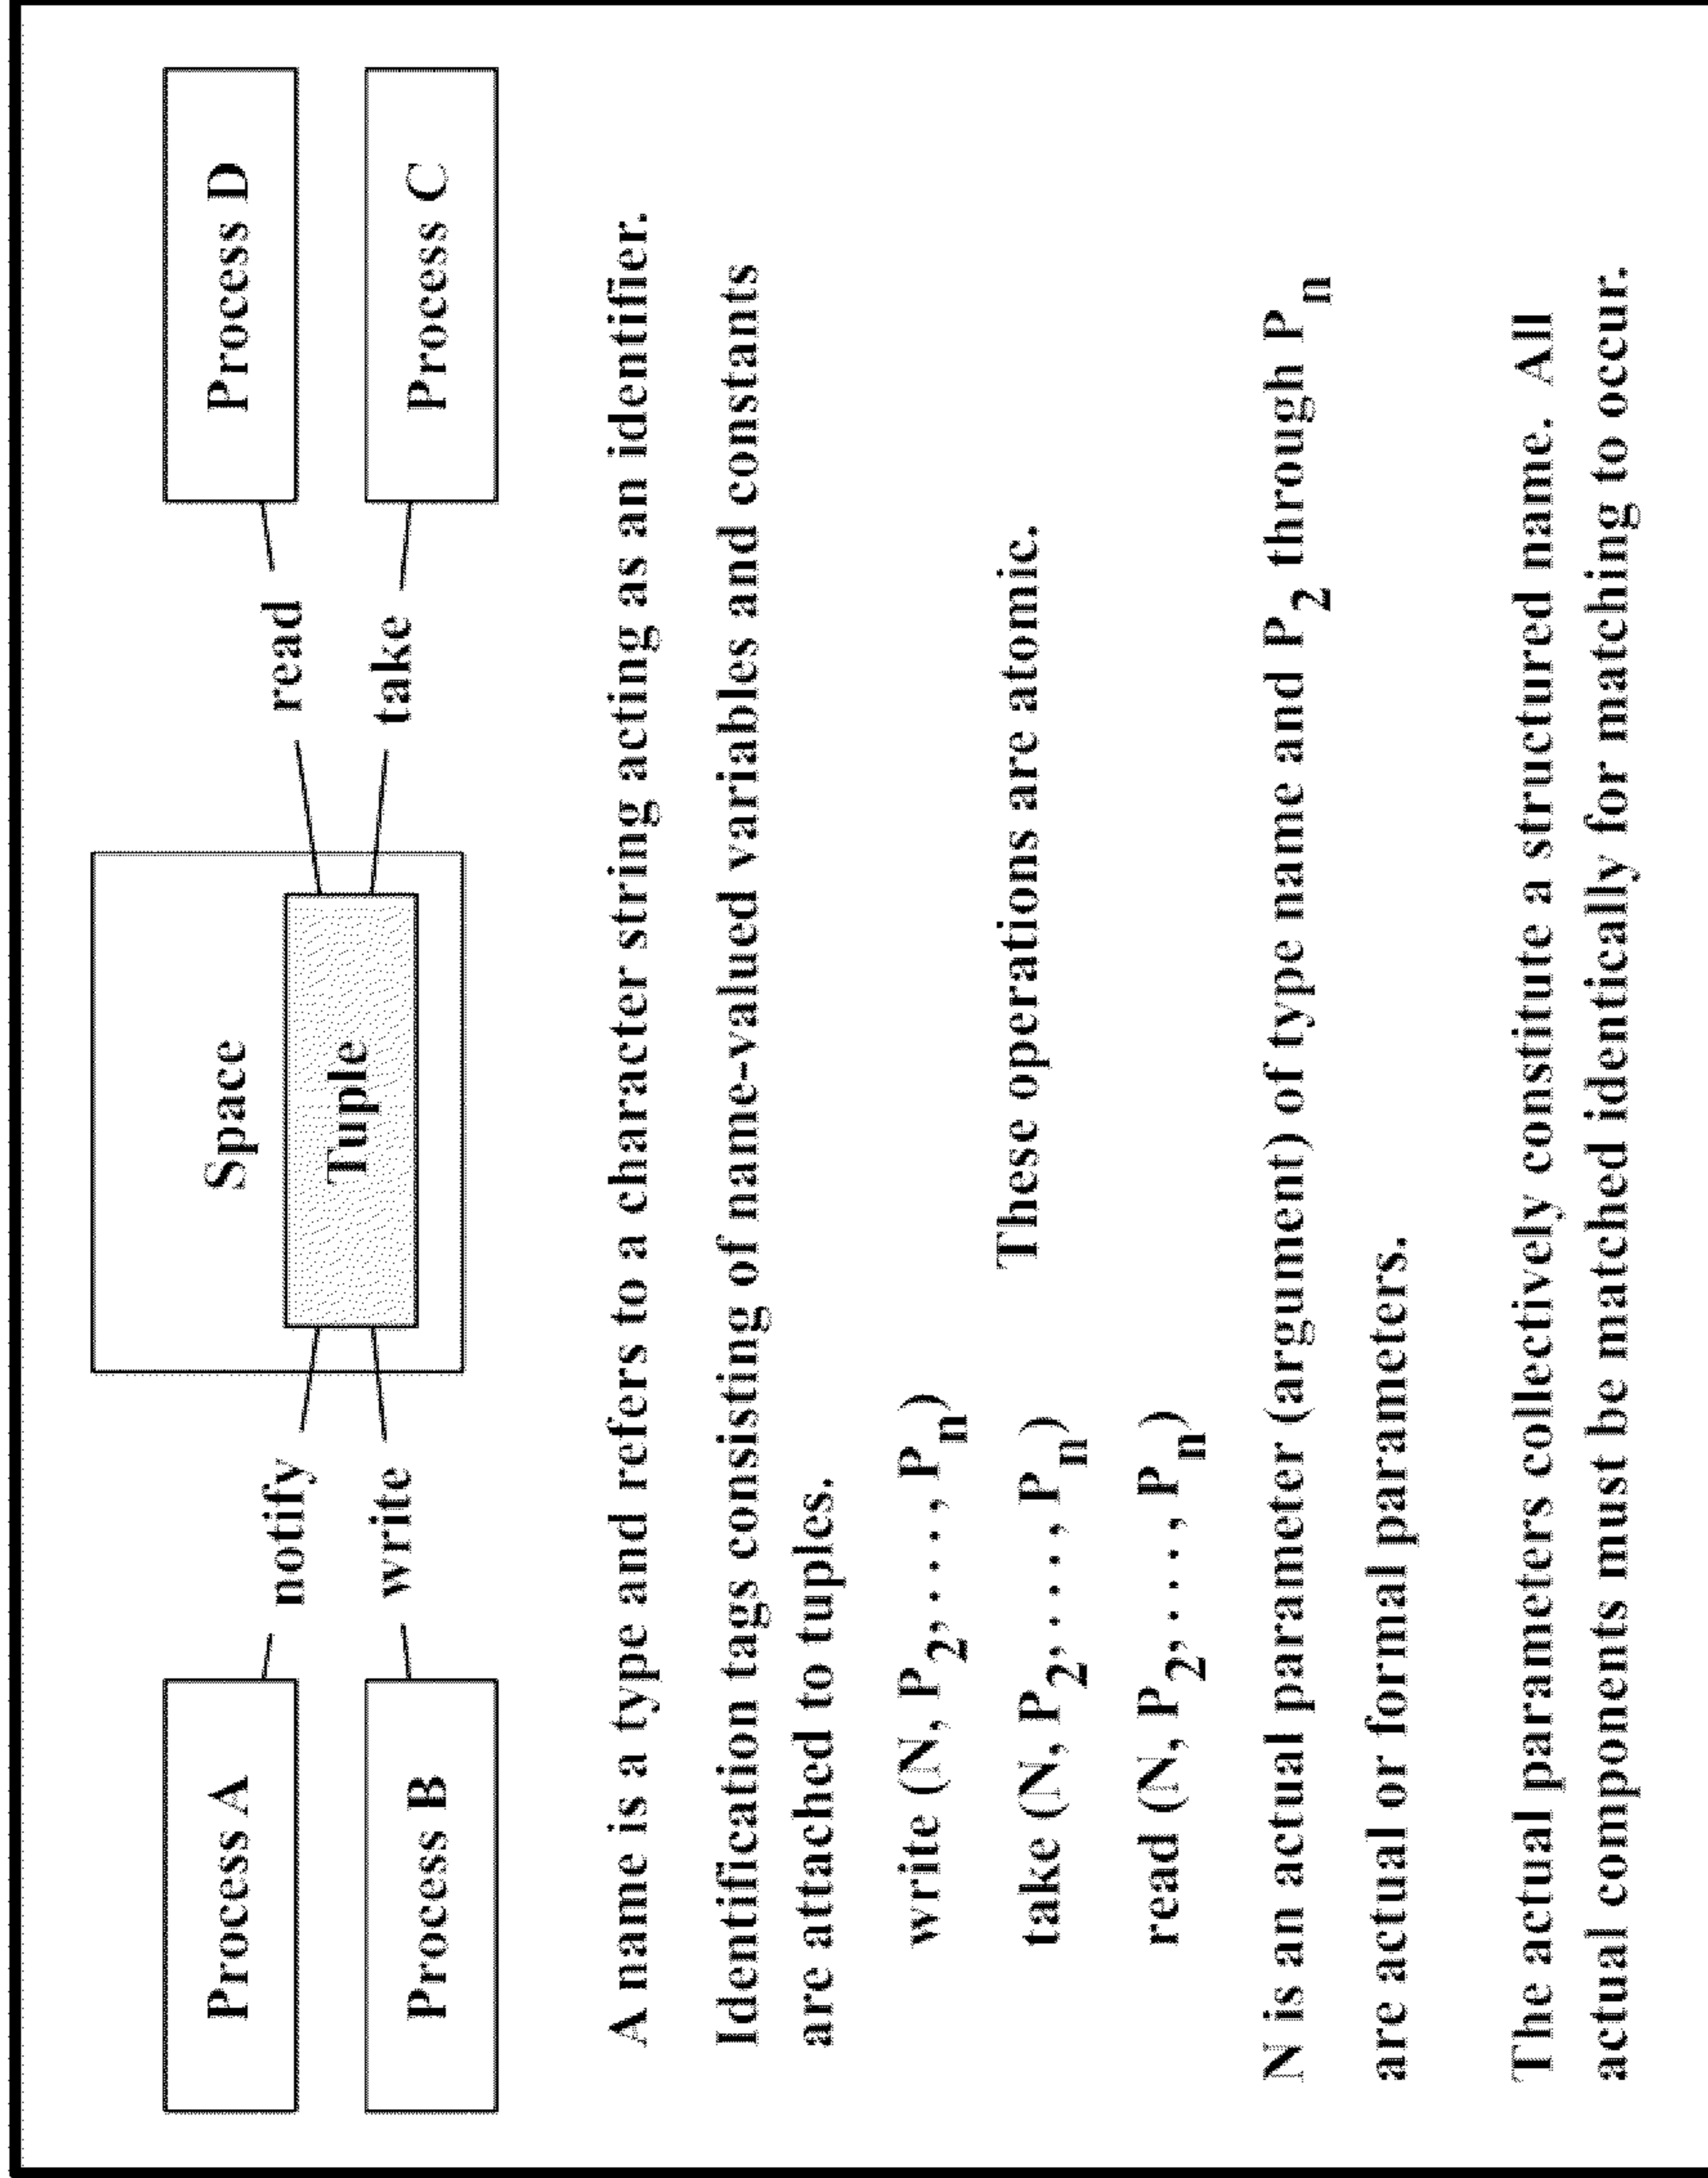 Process A
notify
Space
read
Process D
Process B
write
Tuple
take
Process C
A name is a type and refers to a character string acting as an identifier.
Identification tags consisting of name-valued variables and constants
are attached to tuples.
write (N, P2, . . . , Pn)
These operations are atomic.
take (N, P2, . . . , Pn)
read (N, P2, . . . , Pn)
N is an actual parameter (argument) of type name and P2 through Pn
are actual or formal parameters.
The actual parameters collectively constitute a structured name. All
actual components must be matched identically for matching to occur.